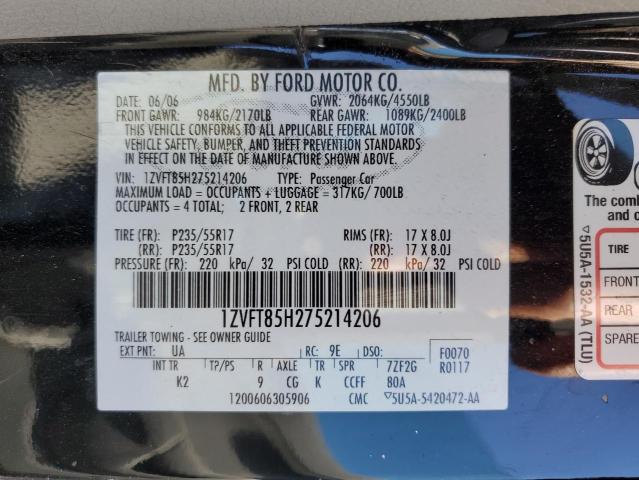 MFD. BY FORD MOTOR CO.
DATE: 06/06 GVWR: 2064KG/4550LB
FRONT GAWR: 984KG/2170LB REAR GAWR: 1089KG/2400LB
THIS VEHICLE CONFORMS TO ALL APPLICABLE FEDERAL MOTOR
VEHICLE SAFETY, BUMPER, AND THEFT PREVENTION STANDARDS
IN EFFECT ON THE DATE OF MANUFACTURE SHOWN ABOVE.
VIN: 1ZVFT85H275214206 TYPE: Passenger Car
MAXIMUM LOAD = OCCUPANTS + LUGGAGE = 317KG/700LB
OCCUPANTS = 4 TOTAL; 2 FRONT, 2 REAR
TIRE (FR): P235/55R17 RIMS (FR): 17 X 8.0J
(RR): P235/55R17 (RR): 17 X 8.0J
PRESSURE (FR): 220 kPa/ 32 PSI COLD (RR): 220 kPa/ 32 PSI COLD
1ZVFT85H275214206
TRAILER TOWING - SEE OWNER GUIDE
EXT PNT: UA RC: 9E DSO: F0070
INT TR TP/PS R AXLE TR SPR 7ZF2G R0117
K2 9 CG K CCFF 80A
1200606305906 CMC ▽5U5A-5420472-AA
The comb
and c
TIRE
FRONT
REAR
SPARE
▽5U5A-1532-AA (TLU)